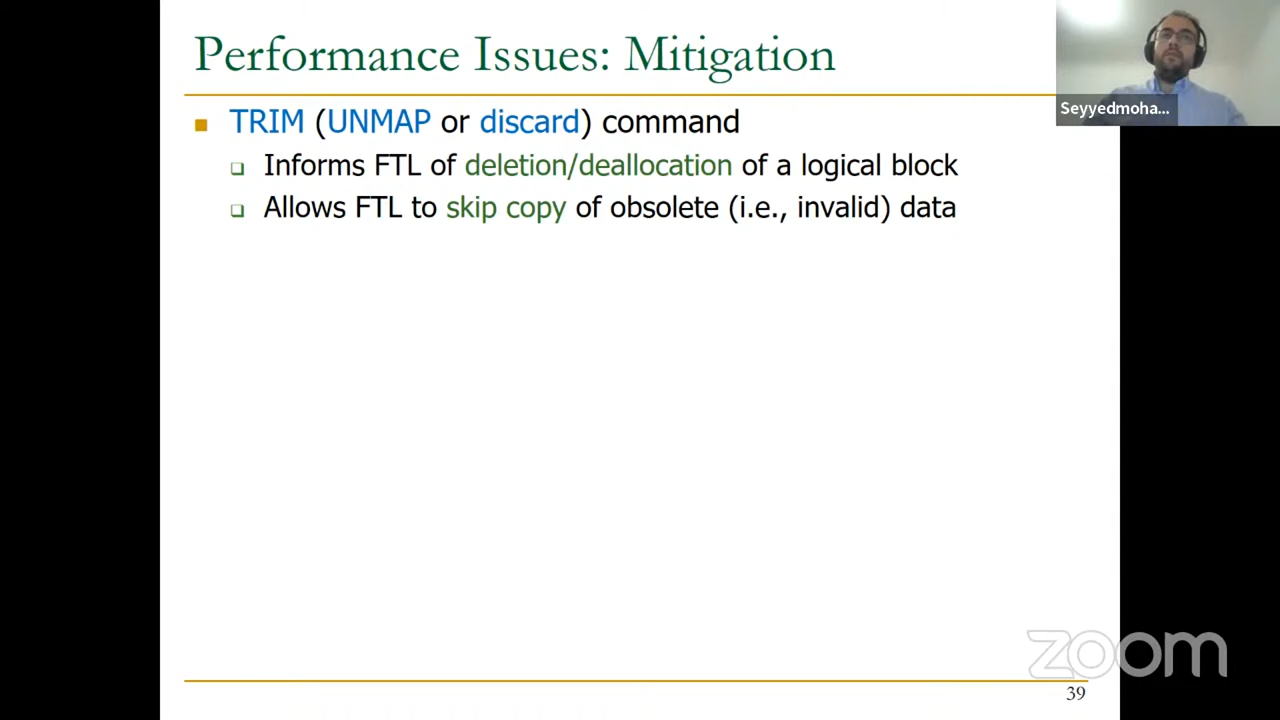 Performance Issues: Mitigation
Seyyedmoha...
TRIM (UNMAP or discard) command
Informs FTL of deletion/deallocation of a logical block
Allows FTL to skip copy of obsolete (i.e., invalid) data
zoom
39